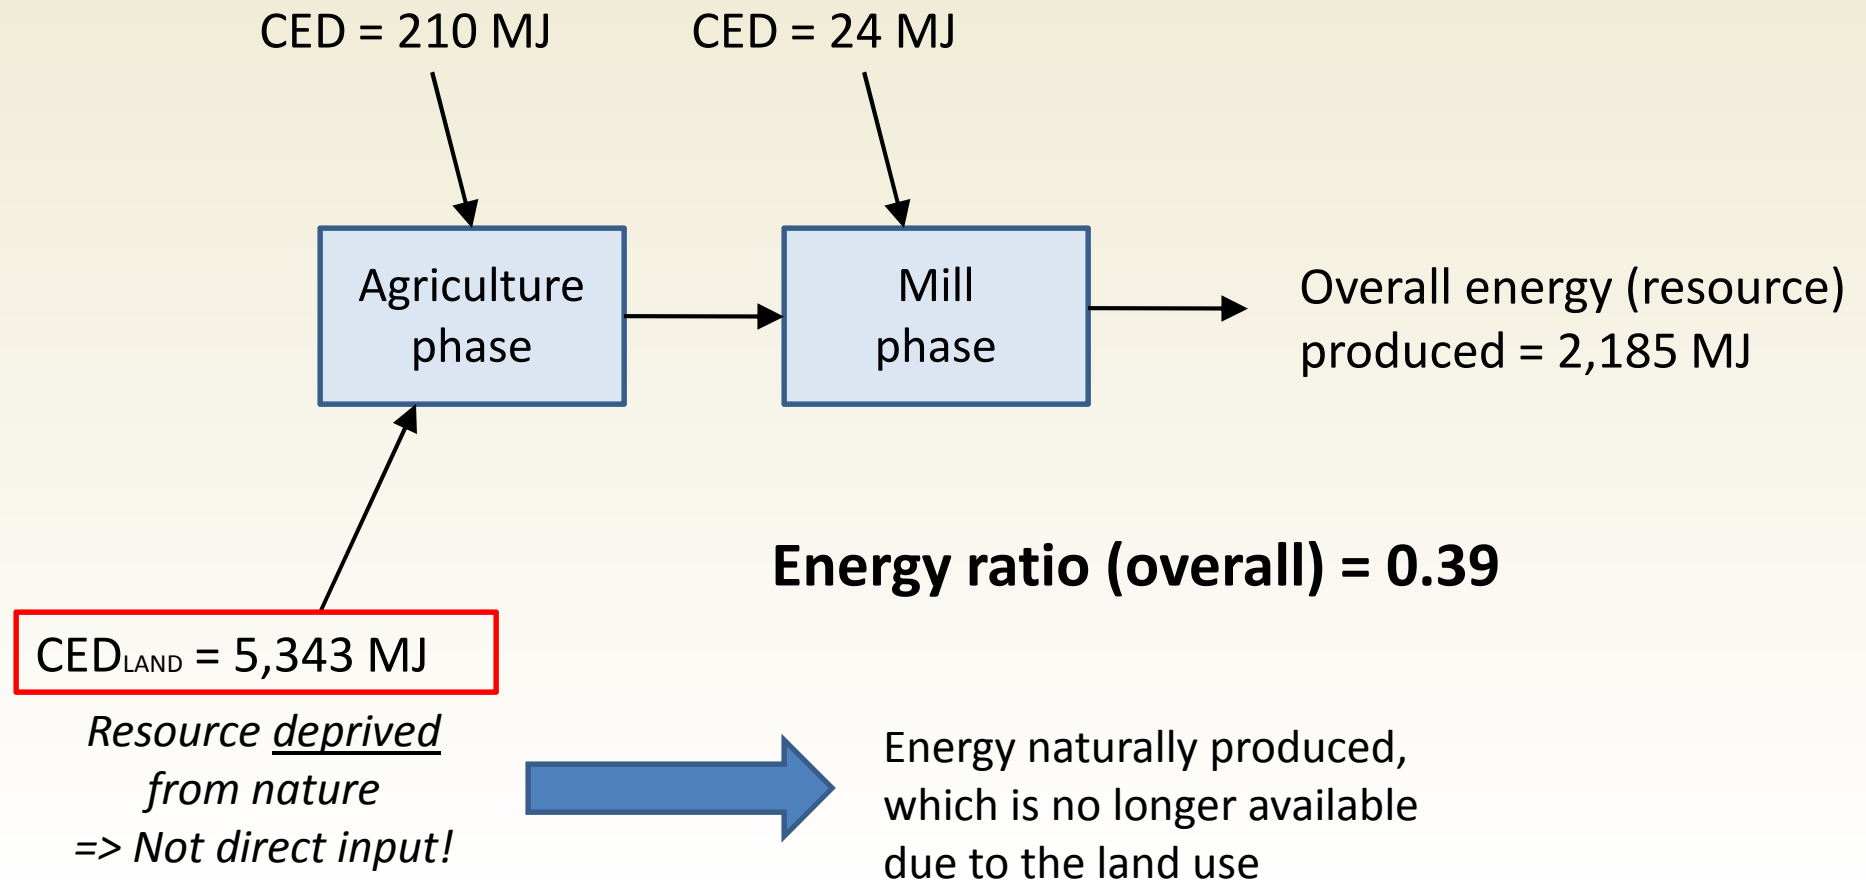 CED = 210 MJ
CED = 24 MJ
Agriculture
phase
Mill
phase
Overall energy (resource)
produced = 2,185 MJ
Energy ratio (overall) = 0.39
CEDLAND = 5,343 MJ
Resource deprived
from nature
=> Not direct input!
Energy naturally produced,
which is no longer available
due to the land use